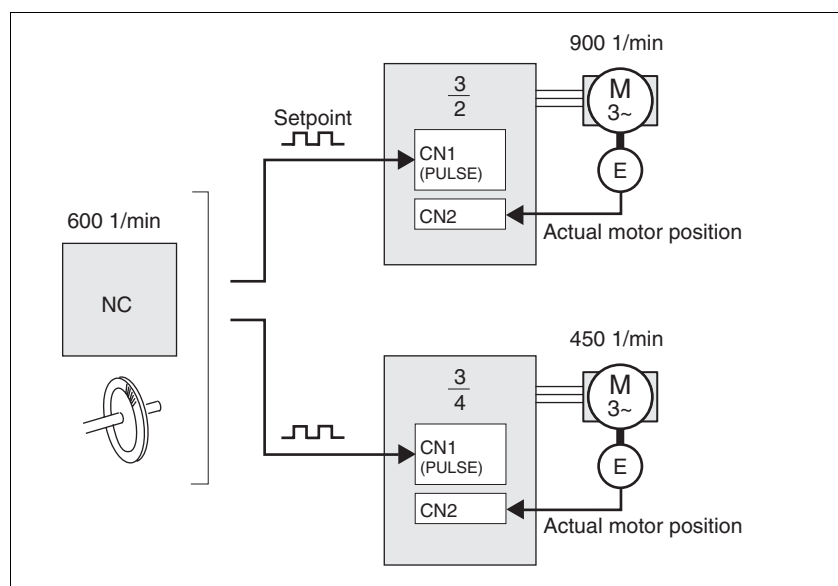 900 1/min
3
2
M
3~
Setpoint
CN1
(PULSE)
E
CN2
Actual motor position
600 1/min
NC
450 1/min
3
4
M
3~
CN1
(PULSE)
E
CN2
Actual motor position